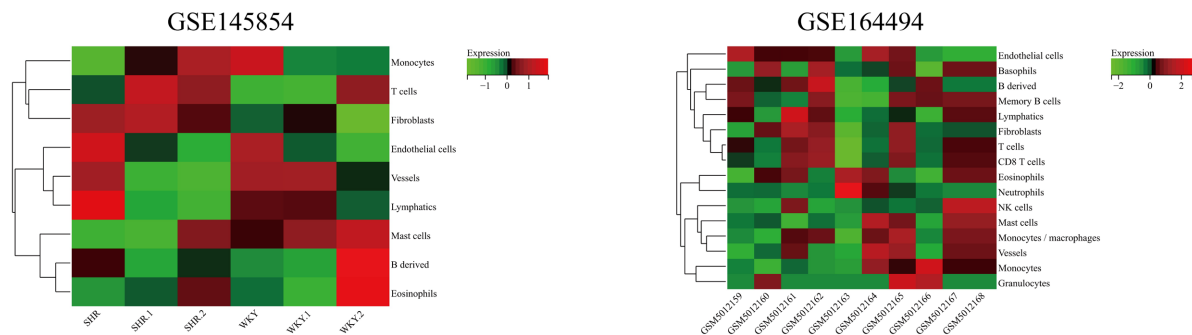 GSE145854
Expression
−1 1
Monocytes
T cells
Fibroblasts
Endothelial cells
Vessels
Lymphatics
Mast cells
B derived
Eosinophils
SHR
SHR.1
SHR.2
WKY
WKY.1
WKY.2
GSE164494
Expression
−2 0 2
Endothelial cells
Basophils
B derived
Memory B cells
Lymphatics
Fibroblasts
T cells
CD8 T cells
Eosinophils
Neutrophils
NK cells
Mast cells
Monocytes / macrophages
Vessels
Monocytes
Granulocytes
GSM5012159
GSM5012160
GSM5012161
GSM5012162
GSM5012163
GSM5012164
GSM5012165
GSM5012166
GSM5012167
GSM5012168